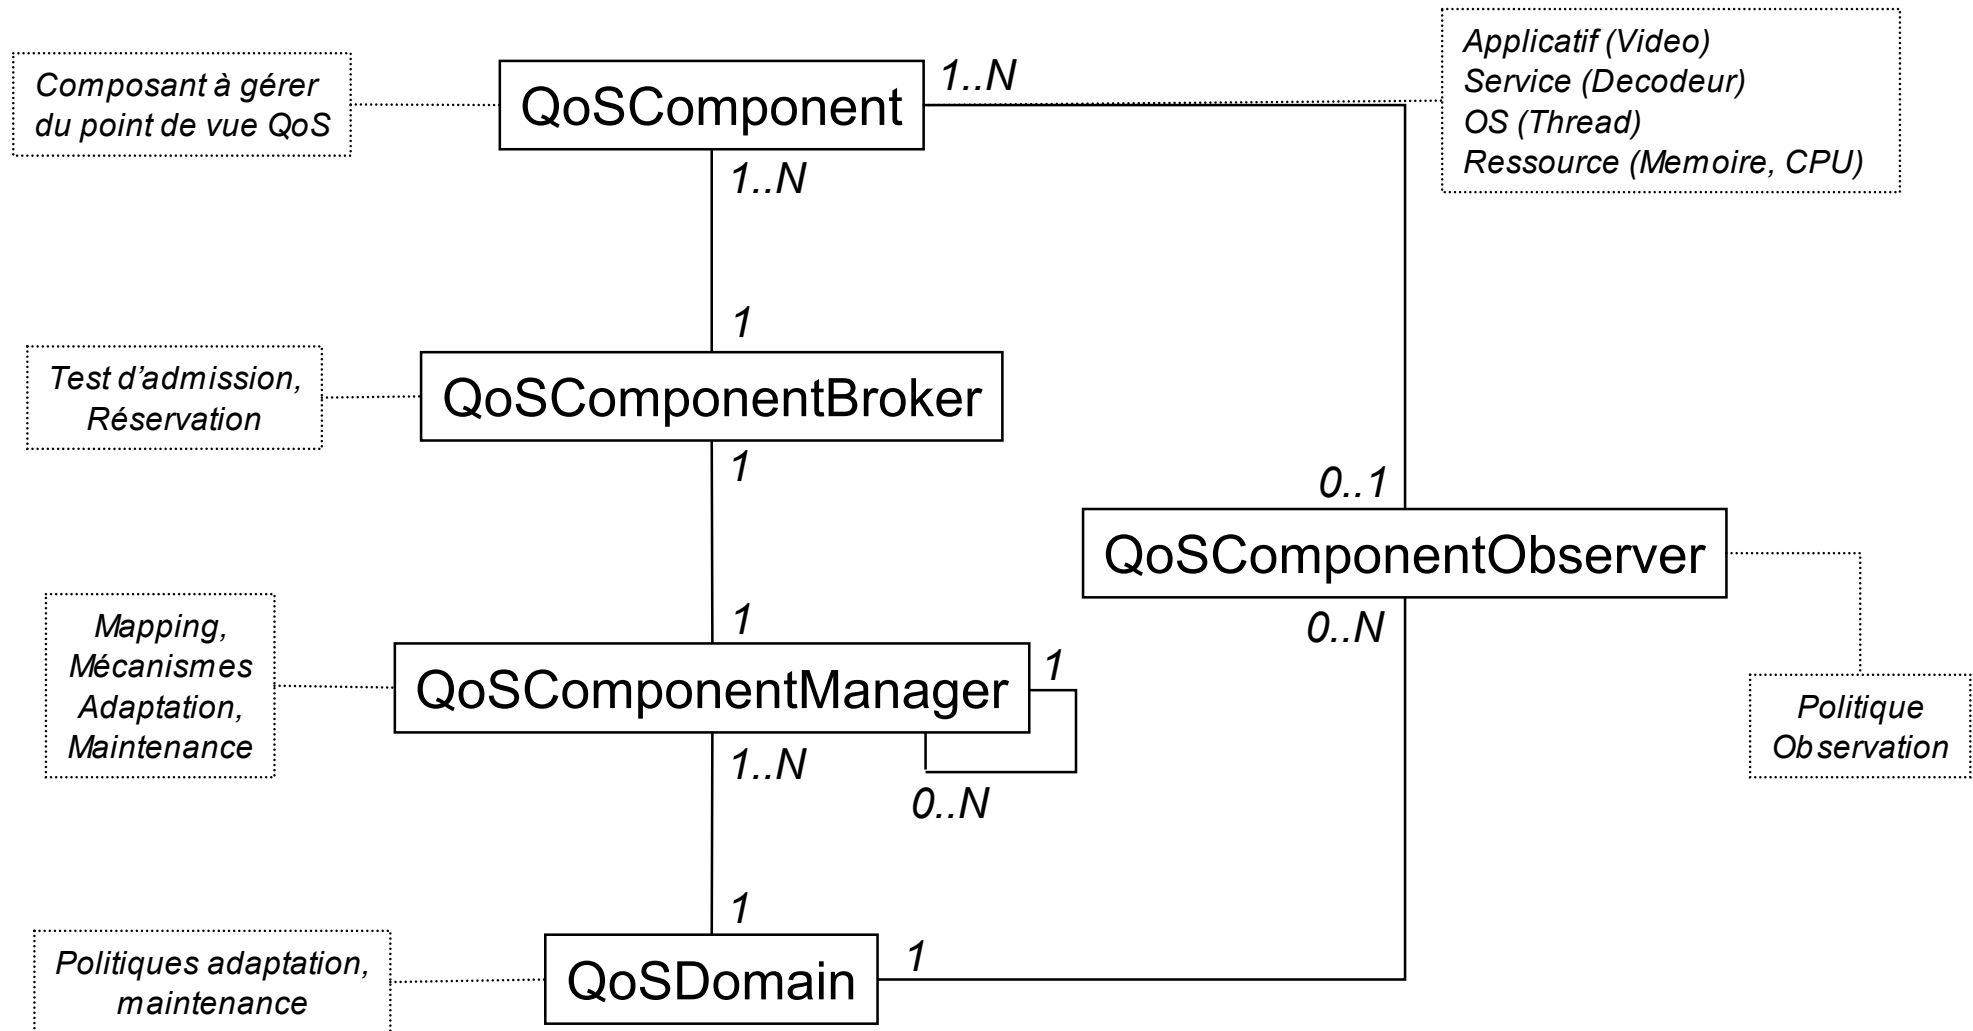 Composant à gérer
du point de vue QoS
QoSComponent
1..N
1..N
Applicatif (Video)
Service (Decodeur)
OS (Thread)
Ressource (Memoire, CPU)
1
Test d’admission,
Réservation
QoSComponentBroker
1
0..1
QoSComponentObserver
0..N
Politique
Observation
1
Mapping,
Mécanismes
Adaptation,
Maintenance
QoSComponentManager
1
0..N
1..N
1
Politiques adaptation,
maintenance
QoSDomain
1